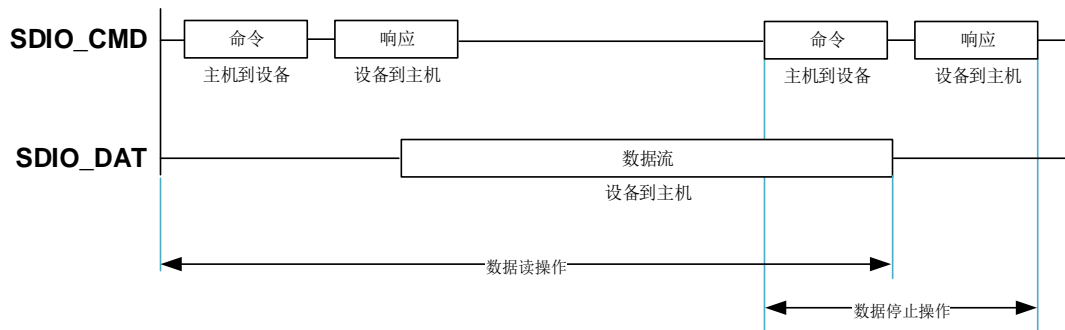 SDIO_CMD
命令
响应
命令
响应
主机到设备
设备到主机
主机到设备
设备到主机
SDIO_DAT
数据流
设备到主机
数据读操作
数据停止操作